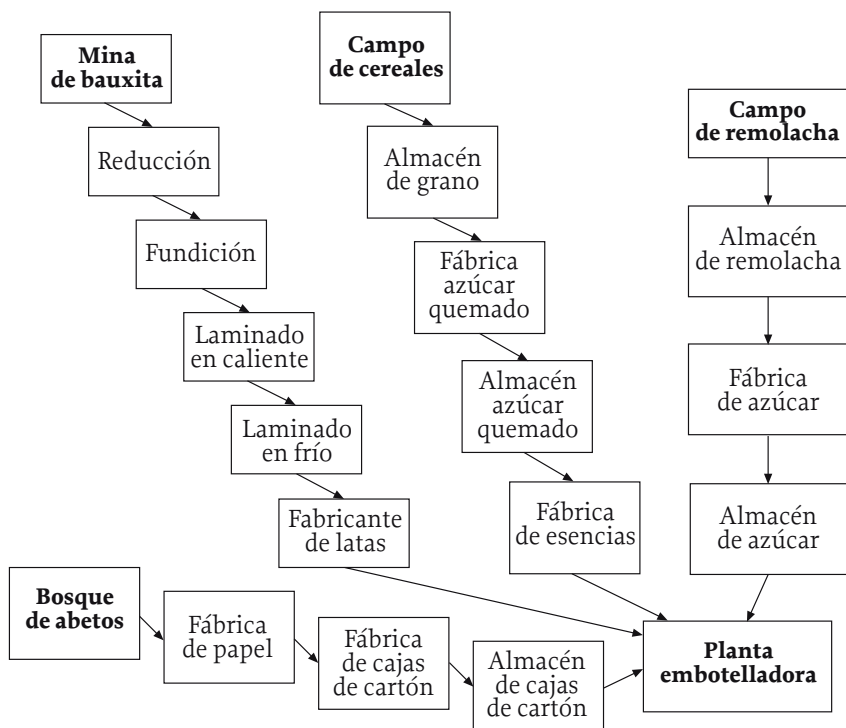 Mina
de bauxita
Reducción
Fundición
Laminado
en caliente
Laminado
en frío
Fabricante
de latas
Campo
de cereales
Almacén
de grano
Fábrica
azúcar
quemado
Almacén
azúcar
quemado
Fábrica
de esencias
Campo
de remolacha
Almacén
de remolacha
Fábrica
de azúcar
Almacén
de azúcar
Bosque
de abetos
Fábrica
de papel
Fábrica
de cajas
de cartón
Almacén
de cajas
de cartón
Planta
embotelladora